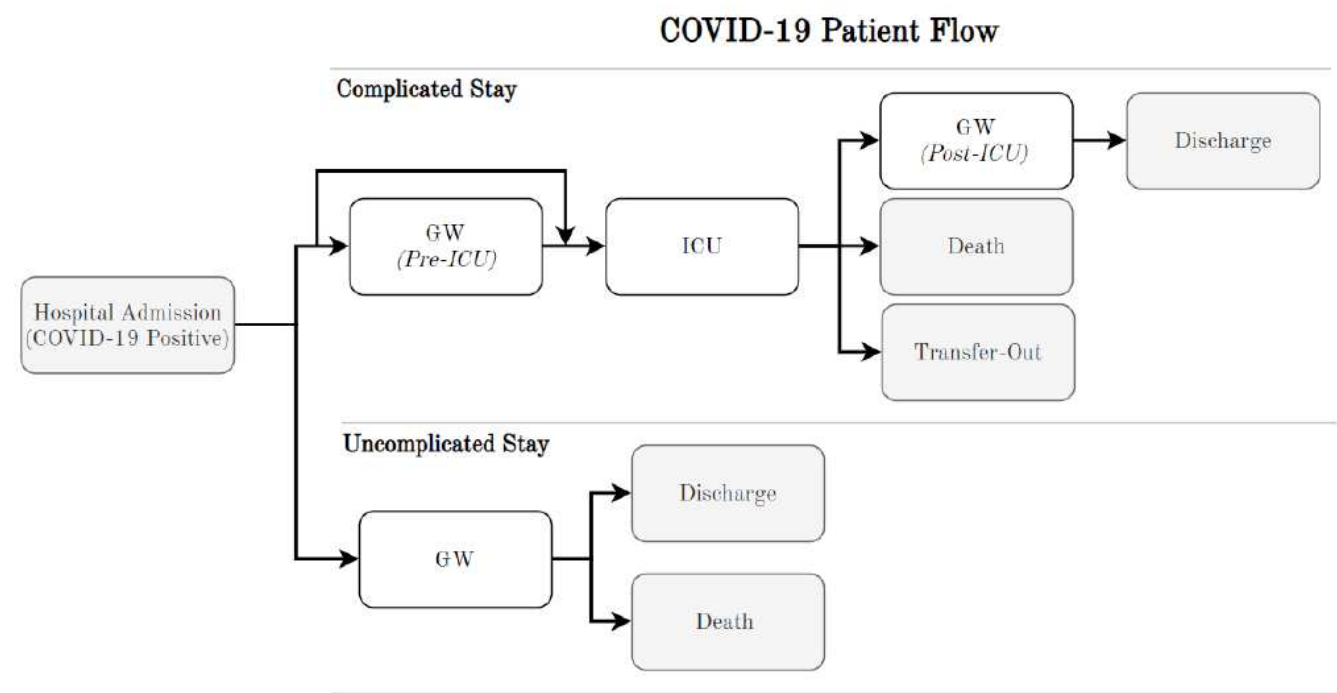 COVID-19 Patient Flow
Complicated Stay
GW
(Post-ICU)
Discharge
GW
(Pre-ICU)
ICU
Death
Hospital Admission
(COVID-19 Positive)
Transfer-Out
Uncomplicated Stay
Discharge
GW
Death